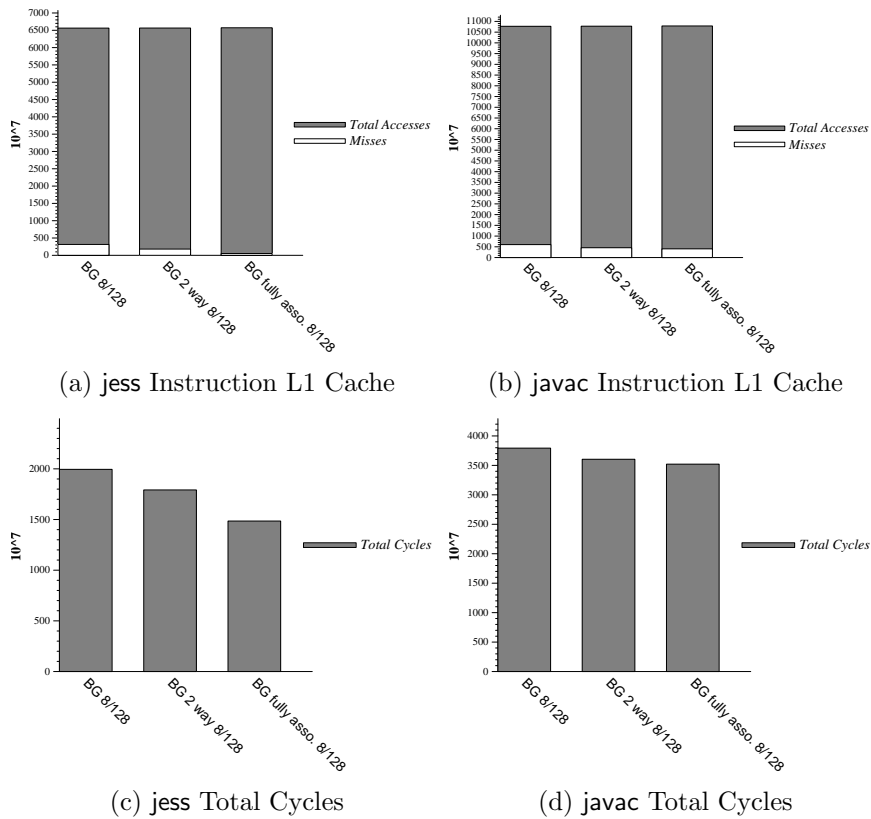 7000
6500
6000
5500
5000
4500
4000
3500
3000
2500
2000
1500
1000
500
0
10^7
Total Accesses
Misses
BG 8/128
BG 2 way 8/128
BG fully asso. 8/128
(a) jess Instruction L1 Cache
11000
10500
10000
9500
9000
8500
8000
7500
7000
6500
6000
5500
5000
4500
4000
3500
3000
2500
2000
1500
1000
500
0
10^7
Total Accesses
Misses
BG 8/128
BG 2 way 8/128
BG fully asso. 8/128
(b) javac Instruction L1 Cache
2000
1500
1000
500
0
10^7
Total Cycles
BG 8/128
BG 2 way 8/128
BG fully asso. 8/128
(c) jess Total Cycles
4000
3500
3000
2500
2000
1500
1000
500
0
10^7
Total Cycles
BG 8/128
BG 2 way 8/128
BG fully asso. 8/128
(d) javac Total Cycles